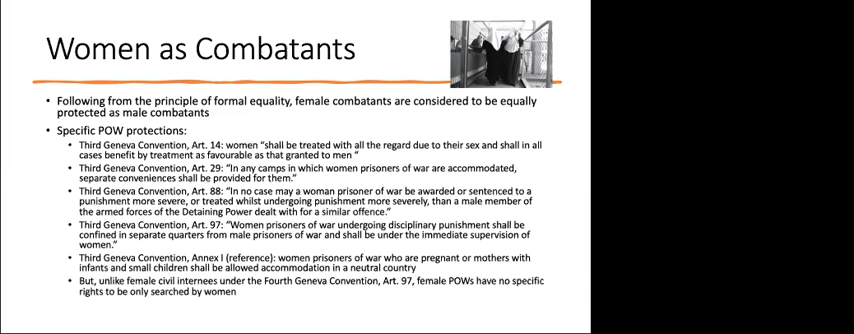 Women as Combatants
• Following from the principle of formal equality, female combatants are considered to be equally
protected as male combatants
• Specific POW protections:
• Third Geneva Convention, Art. 14: women “shall be treated with all the regard due to their sex and shall in all
cases benefit by treatment as favourable as that granted to men “
• Third Geneva Convention, Art. 29: “In any camps in which women prisoners of war are accommodated,
separate conveniences shall be provided for them.”
• Third Geneva Convention, Art. 88: “In no case may a woman prisoner of war be awarded or sentenced to a
punishment more severe, or treated whilst undergoing punishment more severely, than a male member of
the armed forces of the Detaining Power dealt with for a similar offence.”
• Third Geneva Convention, Art. 97: “Women prisoners of war undergoing disciplinary punishment shall be
confined in separate quarters from male prisoners of war and shall be under the immediate supervision of
women.”
• Third Geneva Convention, Annex I (reference): women prisoners of war who are pregnant or mothers with
infants and small children shall be allowed accommodation in a neutral country
• But, unlike female civil internees under the Fourth Geneva Convention, Art. 97, female POWs have no specific
rights to be only searched by women